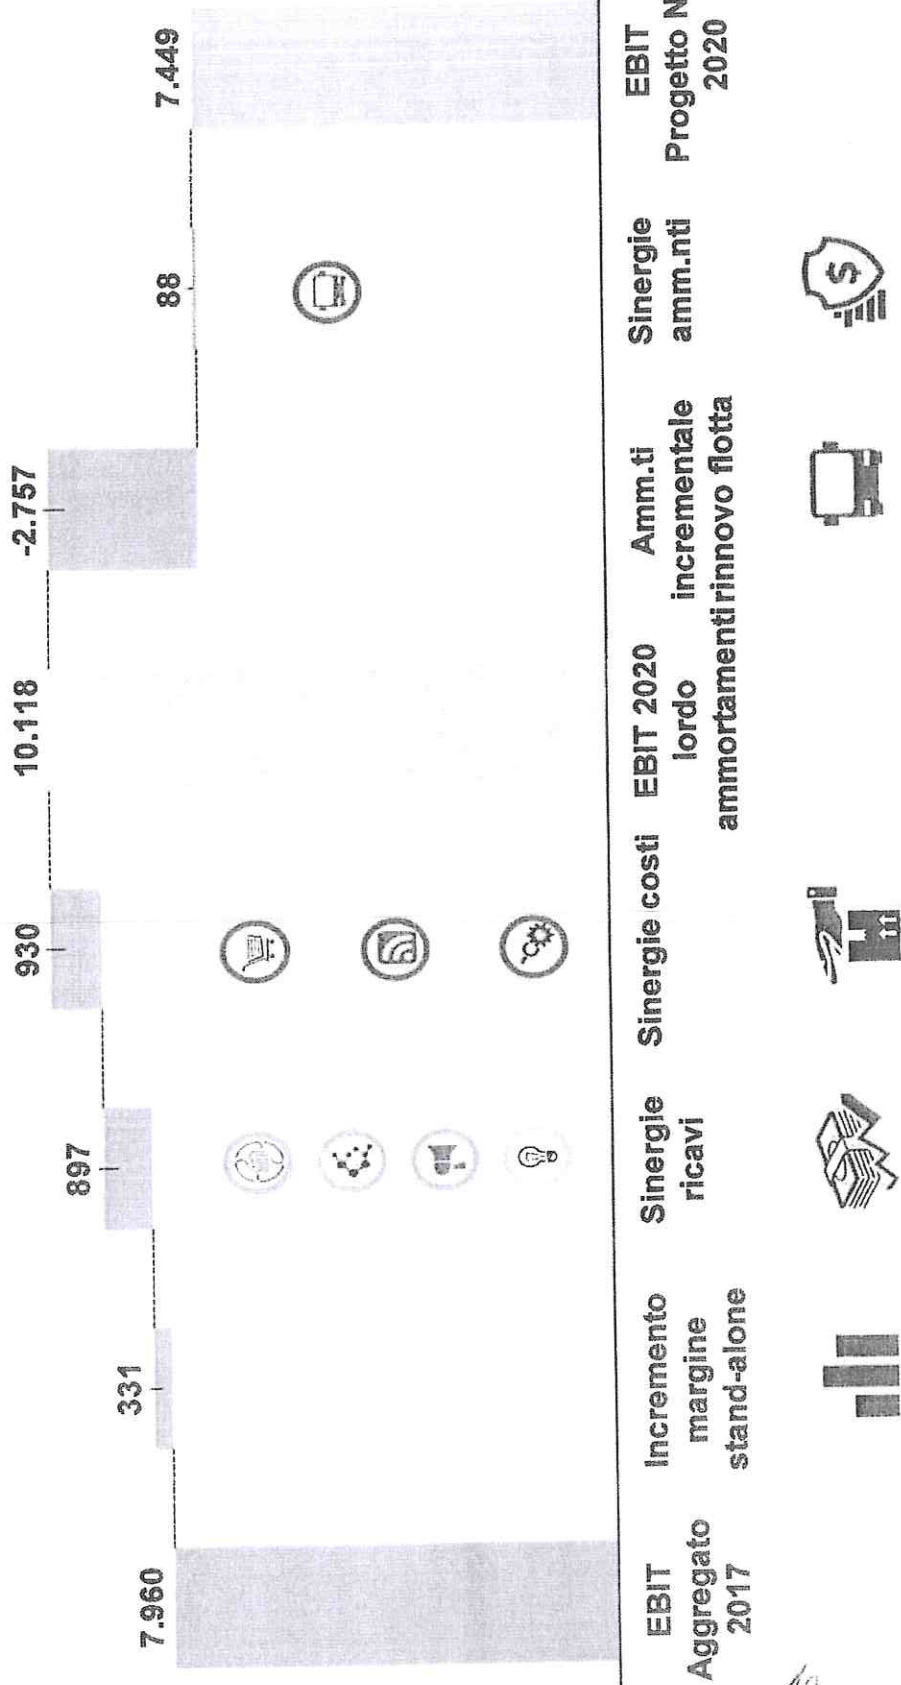 7.960
331
897
930
10.118
-2.757
88
7.449
EBIT
Aggregato
2017
Incremento
margine
stand-alone
Sinergie
ricavi
Sinergie costi
EBIT 2020
lordo
ammortamenti
Amm.ti
incrementale
rinnovo flotta
Sinergie
amm.nti
$
EBIT
Progetto N
2020